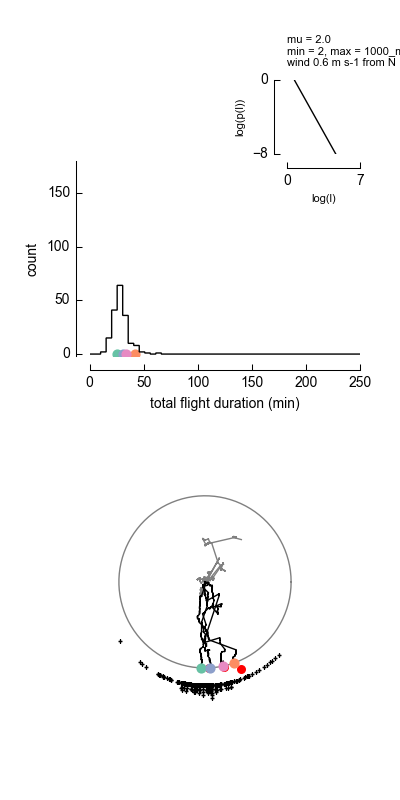 mu = 2.0
min = 2, max = 1000_m
wind 0.6 m s-1 from N
0
log(p(l))
−8
0 7
log(l)
150
100
50
0
count
0 50 100 150 200 250
total flight duration (min)